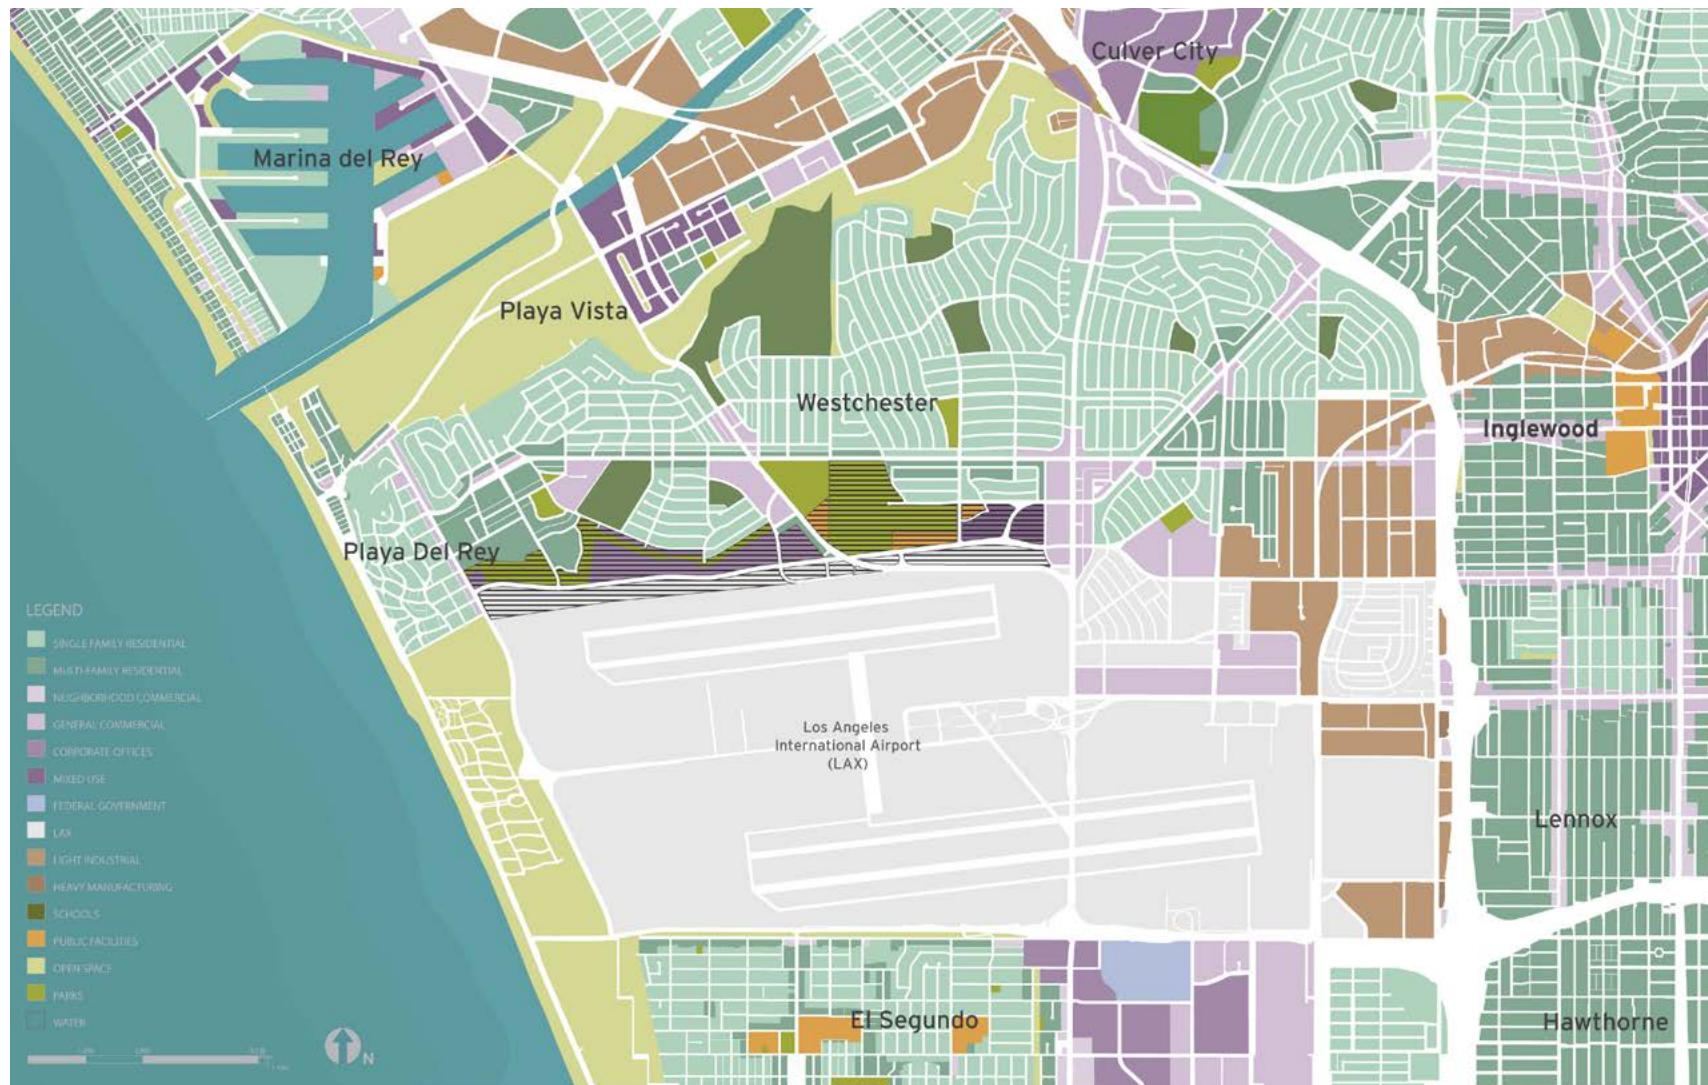 Culver City
Marina del Rey
Playa Vista
Westchester
Inglewood
Playa Del Rey
LEGEND
SINGLE FAMILY RESIDENTIAL
MULTI-FAMILY RESIDENTIAL
NEIGHBORHOOD COMMERCIAL
GENERAL COMMERCIAL
CORPORATE OFFICES
MIXED USE
FEDERAL GOVERNMENT
LAX
LIGHT INDUSTRIAL
HEAVY MANUFACTURING
SCHOOLS
PUBLIC FACILITIES
OPEN SPACE
PARKS
WATER
Los Angeles
International Airport
(LAX)
Lennox
El Segundo
Hawthorne
N